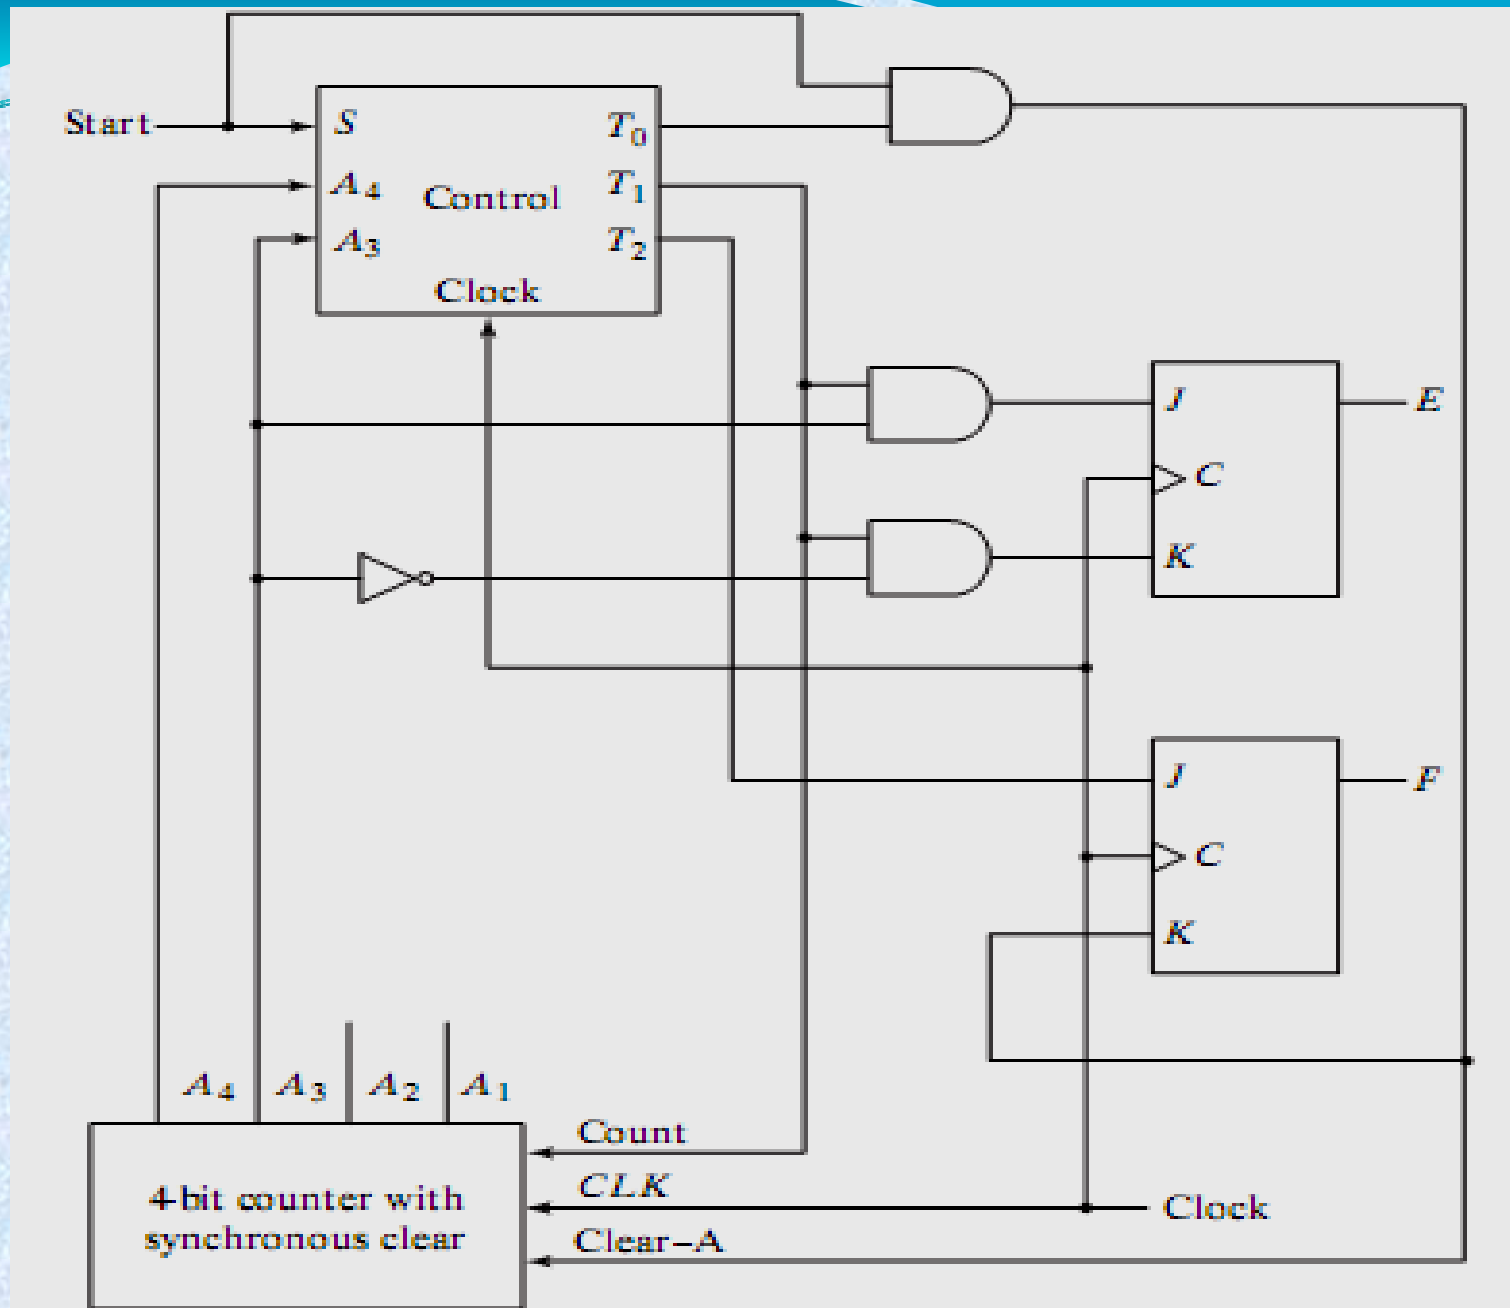 Start
S
T0
A4
Control
T1
A3
T2
Clock
J
E
C
K
J
F
C
K
A4
A3
A2
A1
Count
4-bit counter with
synchronous clear
CLK
Clock
Clear–A